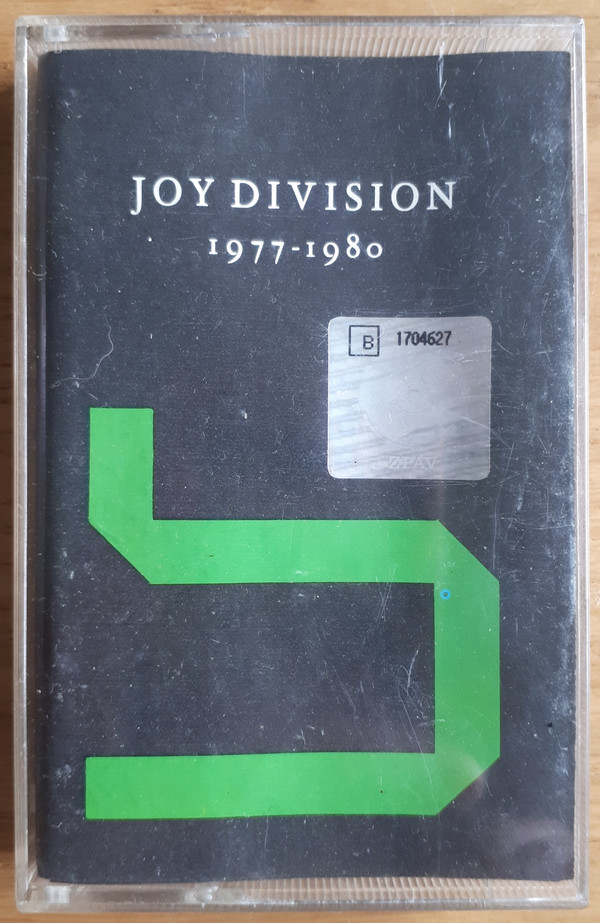 JOY DIVISION
1977-1980
B 1704627
ZPAV